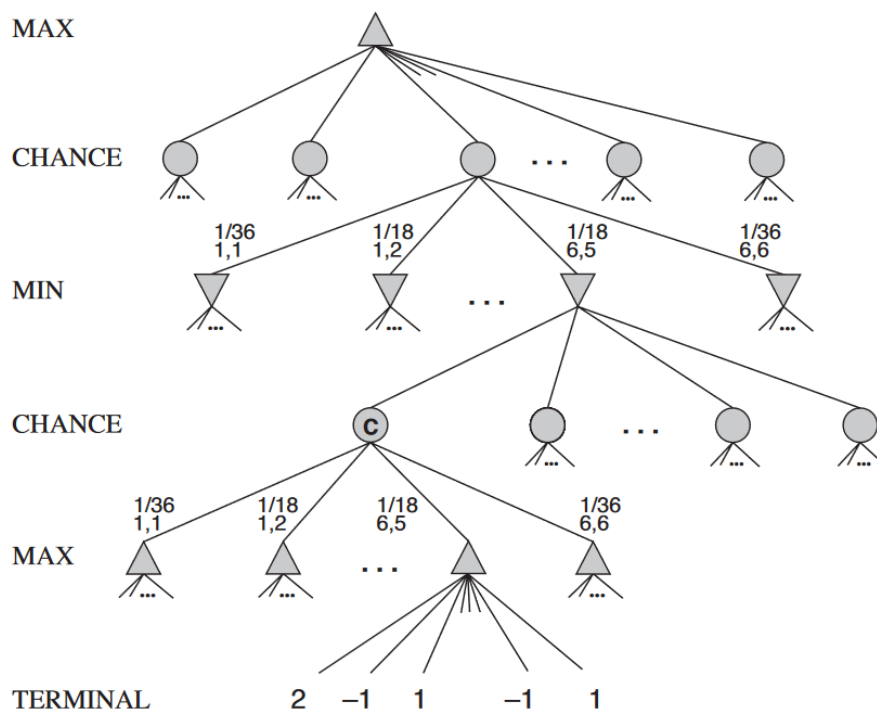 MAX
CHANCE
...
... ... ... ... ...
1/36 1/18 1/18 1/36
1,1 1,2 6,5 6,6
MIN
...
... ... ...
CHANCE C
...
... ... ...
1/36 1/18 1/18 1/36
1,1 1,2 6,5 6,6
MAX
...
... ... ...
TERMINAL 2 –1 1 –1 1